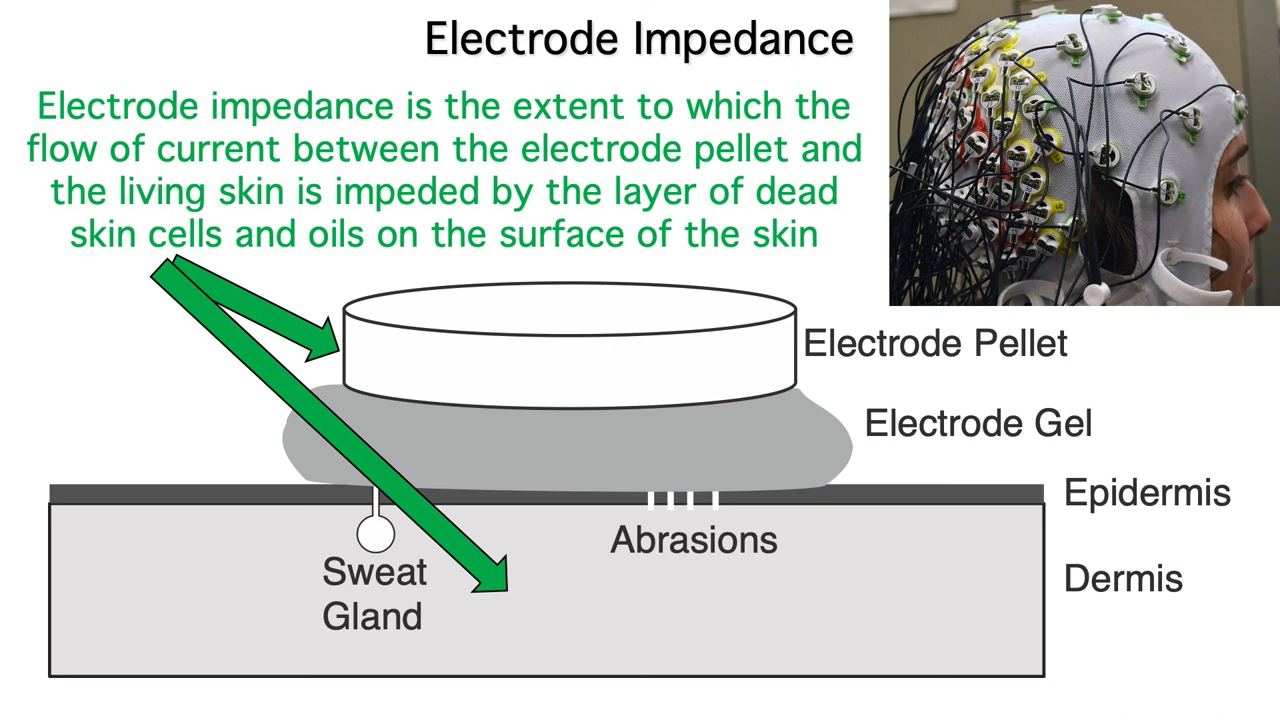 Electrode Impedance
Electrode impedance is the extent to which the
flow of current between the electrode pellet and
the living skin is impeded by the layer of dead
skin cells and oils on the surface of the skin
Electrode Pellet
Electrode Gel
Epidermis
Abrasions
Sweat
Gland
Dermis